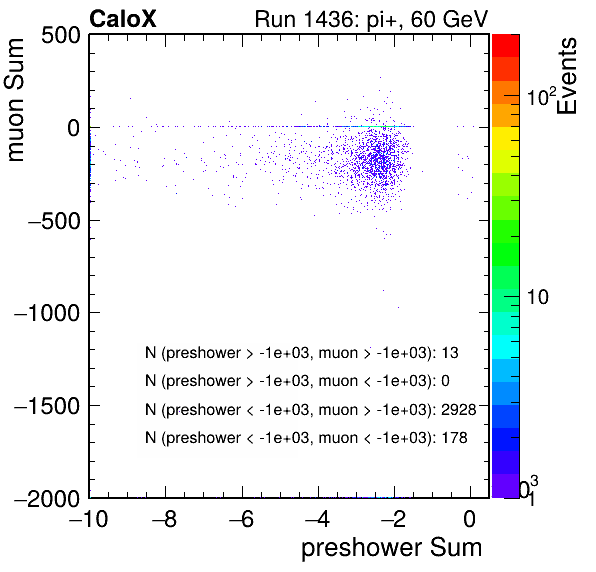 CaloX Run 1436: pi+, 60 GeV
muon Sum
Events
500
0
−500
−1000
−1500
−2000
10²
10
1
N (preshower > -1e+03, muon > -1e+03): 13
N (preshower > -1e+03, muon < -1e+03): 0
N (preshower < -1e+03, muon > -1e+03): 2928
N (preshower < -1e+03, muon < -1e+03): 178
−10 −8 −6 −4 −2 0
preshower Sum